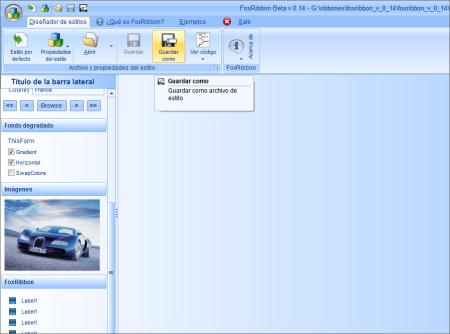 FoxRibbon Beta v 0.14 - G:\ribbones\foxribbon_v_0_14\foxribbon_v_0_14\
Diseñador de estilos ¿Qué es FoxRibbon? Ejemplos Salir
Estilo por defecto
Propiedades del estilo
Abrir
Guardar
Guardar como
Ver código
Acerca de
Archivo y propiedades del estilo
FoxRibbon
Titulo de la barra lateral
Guardar como
Guardar como archivo de estilo
Country France
<< < Browse > >>
Fondo degradado
ThisForm
Gradient
Horizontal
SwapColors
Imágenes
FoxRibbon
Label1
Label1
Label1
Label1